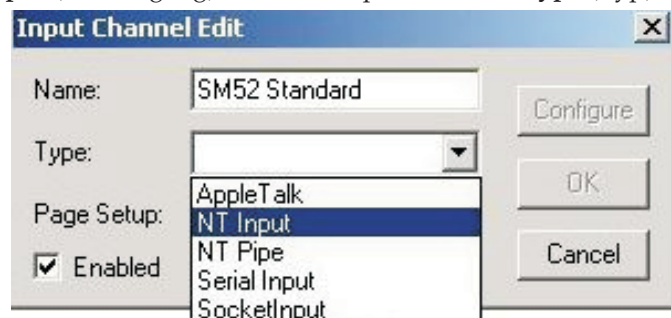 Input Channel Edit
Name: SM52 Standard
Configure
Type:
OK
AppleTalk
NT Input
NT Pipe
Serial Input
SocketInput
Page Setup:
Enabled
Cancel